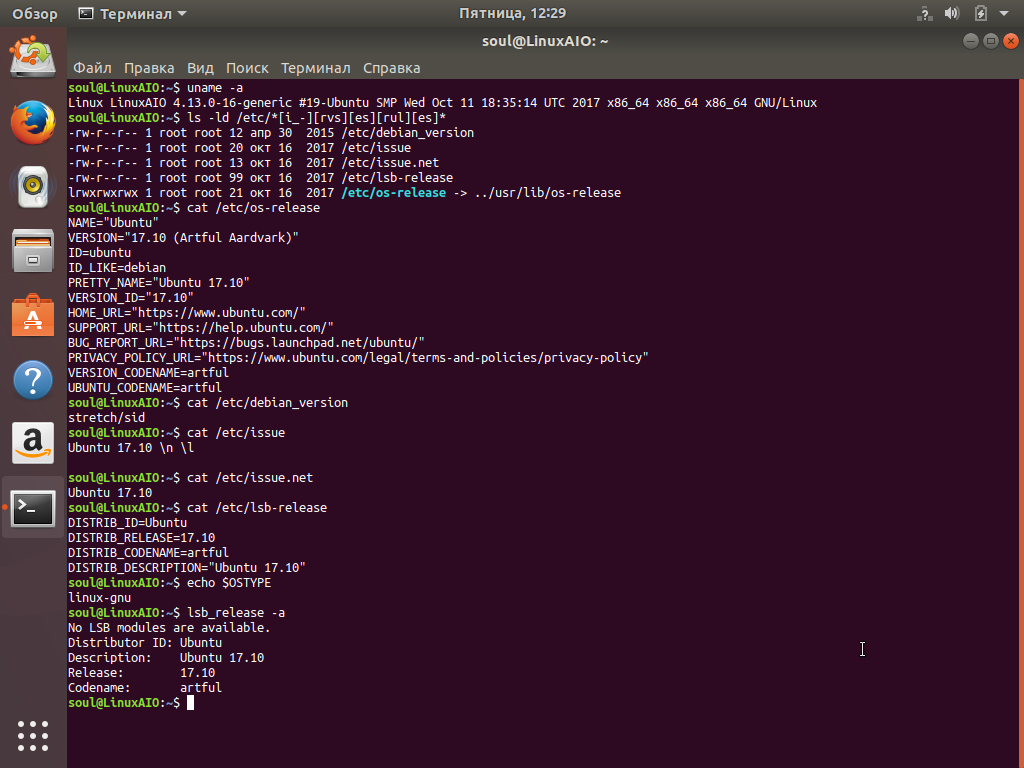 Обзор Терминал Пятница, 12:29
soul@LinuxAIO: ~
Файл Правка Вид Поиск Терминал Справка
soul@LinuxAIO:~$ uname -a
Linux LinuxAIO 4.13.0-16-generic #19-Ubuntu SMP Wed Oct 11 18:35:14 UTC 2017 x86_64 x86_64 x86_64 GNU/Linux
soul@LinuxAIO:~$ ls -ld /etc/*[i_-][rvs][es][rul][es]*
-rw-r--r-- 1 root root 12 апр 30  2015 /etc/debian_version
-rw-r--r-- 1 root root 20 окт 16  2017 /etc/issue
-rw-r--r-- 1 root root 13 окт 16  2017 /etc/issue.net
-rw-r--r-- 1 root root 99 окт 16  2017 /etc/lsb-release
lrwxrwxrwx 1 root root 21 окт 16  2017 /etc/os-release -> ../usr/lib/os-release
soul@LinuxAIO:~$ cat /etc/os-release
NAME="Ubuntu"
VERSION="17.10 (Artful Aardvark)"
ID=ubuntu
ID_LIKE=debian
PRETTY_NAME="Ubuntu 17.10"
VERSION_ID="17.10"
HOME_URL="https://www.ubuntu.com/"
SUPPORT_URL="https://help.ubuntu.com/"
BUG_REPORT_URL="https://bugs.launchpad.net/ubuntu/"
PRIVACY_POLICY_URL="https://www.ubuntu.com/legal/terms-and-policies/privacy-policy"
VERSION_CODENAME=artful
UBUNTU_CODENAME=artful
soul@LinuxAIO:~$ cat /etc/debian_version
stretch/sid
soul@LinuxAIO:~$ cat /etc/issue
Ubuntu 17.10 \n \l
soul@LinuxAIO:~$ cat /etc/issue.net
Ubuntu 17.10
soul@LinuxAIO:~$ cat /etc/lsb-release
DISTRIB_ID=Ubuntu
DISTRIB_RELEASE=17.10
DISTRIB_CODENAME=artful
DISTRIB_DESCRIPTION="Ubuntu 17.10"
soul@LinuxAIO:~$ echo $OSTYPE
linux-gnu
soul@LinuxAIO:~$ lsb_release -a
No LSB modules are available.
Distributor ID: Ubuntu
Description:    Ubuntu 17.10
Release:        17.10
Codename:       artful
soul@LinuxAIO:~$